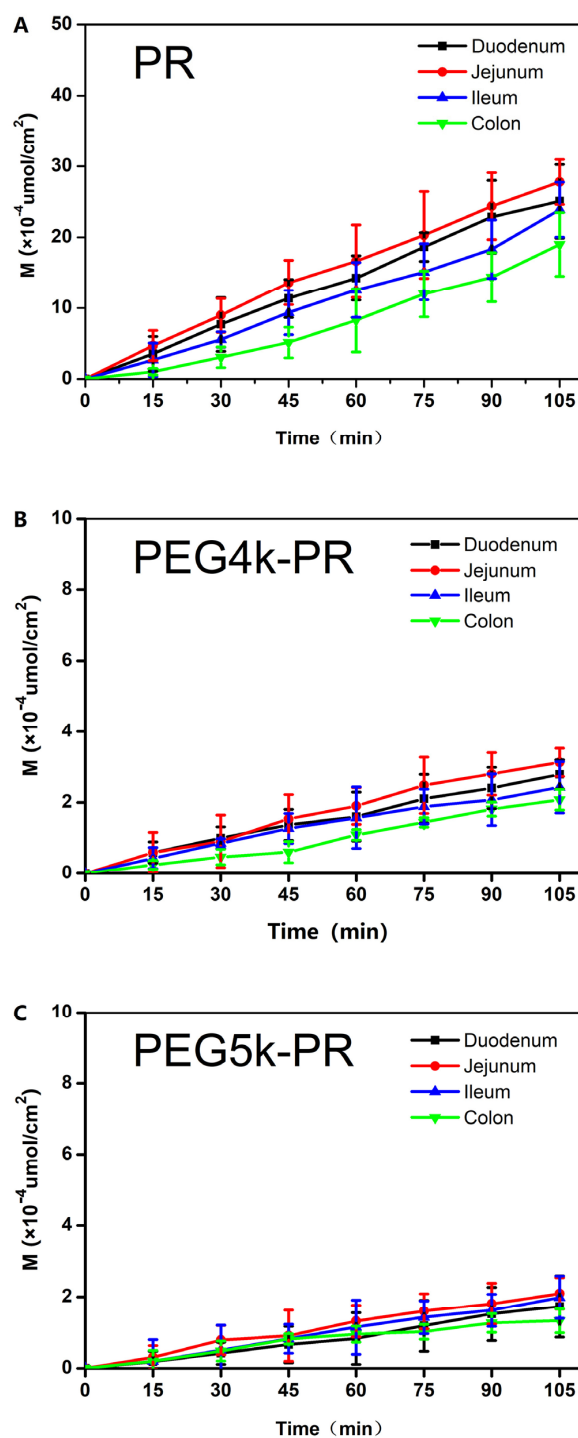 A
PR
Duodenum
Jejunum
Ileum
Colon
M (×10⁻⁴umol/cm²)
50
40
30
20
10
0
0 15 30 45 60 75 90 105
Time（min）
B
PEG4k-PR
Duodenum
Jejunum
Ileum
Colon
M (×10⁻⁴umol/cm²)
10
8
6
4
2
0
0 15 30 45 60 75 90 105
Time (min)
C
PEG5k-PR
Duodenum
Jejunum
Ileum
Colon
M (×10⁻⁴umol/cm²)
10
8
6
4
2
0
0 15 30 45 60 75 90 105
Time（min）